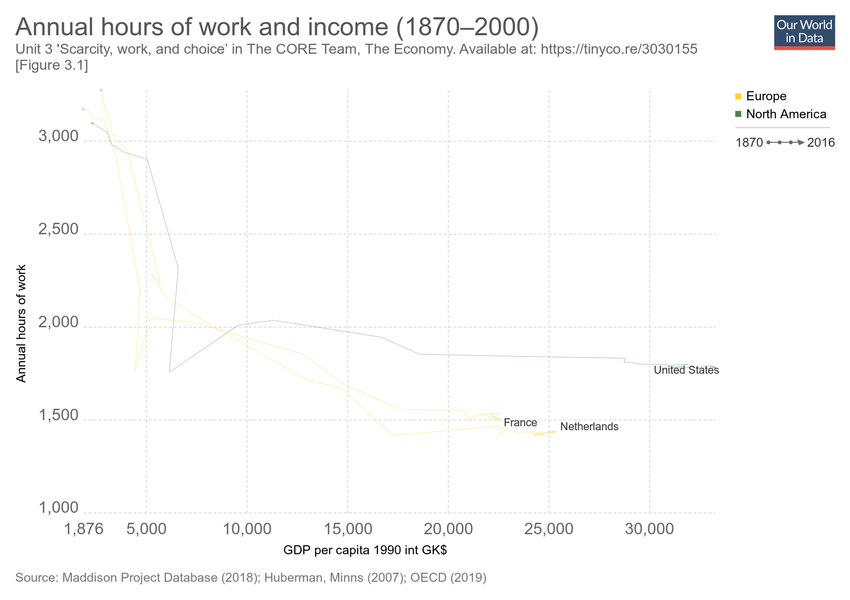 Annual hours of work and income (1870–2000)
Our World
in Data
Unit 3 'Scarcity, work, and choice’ in The CORE Team, The Economy. Available at: https://tinyco.re/3030155
[Figure 3.1]
Europe
North America
1870
2016
3,000
2,500
2,000
1,500
1,000
Annual hours of work
United States
France
Netherlands
1,876
5,000
10,000
15,000
20,000
25,000
30,000
GDP per capita 1990 int GK$
Source: Maddison Project Database (2018); Huberman, Minns (2007); OECD (2019)